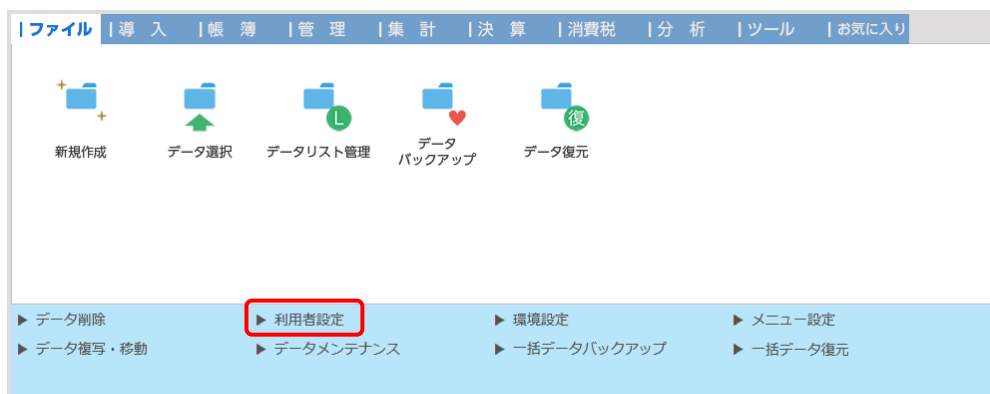 |ファイル |導 入 |帳 簿 |管 理 |集 計 |決 算 |消費税 |分 析 |ツール |お気に入り
L 復
新規作成 データ選択 データリスト管理 データ バックアップ データ復元
▶ データ削除 ▶ 利用者設定 ▶ 環境設定 ▶ メニュー設定
▶ データ複写・移動 ▶ データメンテナンス ▶ 一括データバックアップ ▶ 一括データ復元